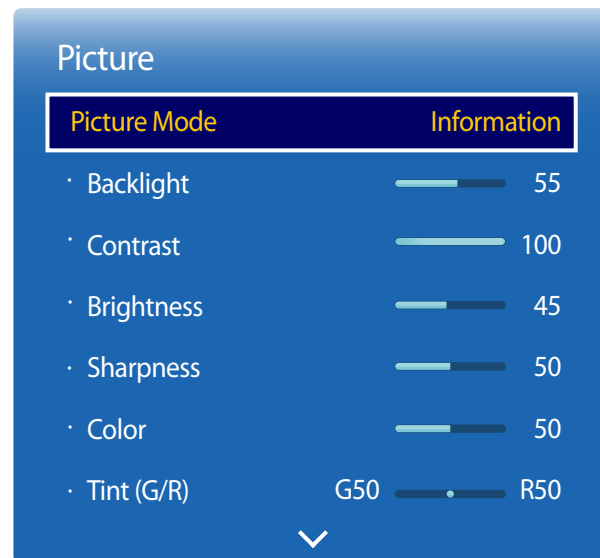 Picture
Picture Mode Information
· Backlight 55
· Contrast 100
· Brightness 45
· Sharpness 50
· Color 50
· Tint (G/R) G50 R50